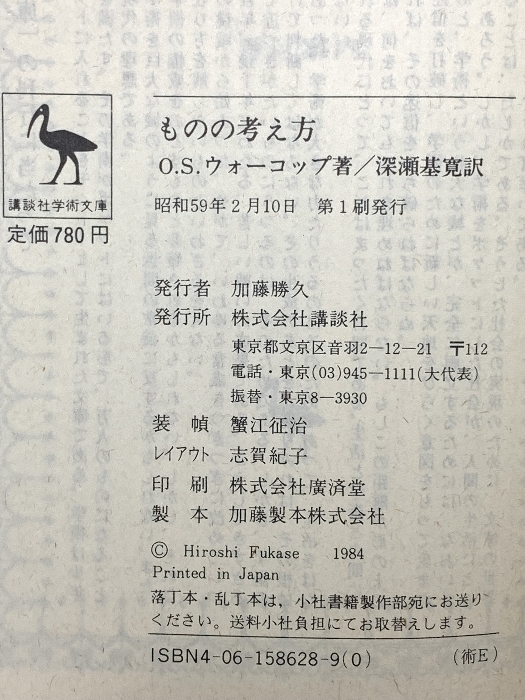 ものの考え方
O.S.ウォーコップ著／深瀬基寛訳
講談社学術文庫
定価780円
昭和59年2月10日　第1刷発行
発行者　加藤勝久
発行所　株式会社講談社
東京都文京区音羽2―12―21　〒112
電話・東京(03)945―1111(大代表)
振替・東京8―3930
装　幀　蟹江征治
レイアウト　志賀紀子
印　刷　株式会社廣済堂
製　本　加藤製本株式会社
© Hiroshi Fukase 1984
Printed in Japan
落丁本・乱丁本は、小社書籍製作部宛にお送り
ください。送料小社負担にてお取替えします。
ISBN4-06-158628-9(0)　(術E)